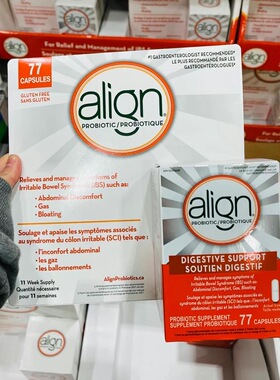 For Relief and Management of IBS
77
CAPSULES
GLUTEN FREE
SANS GLUTEN
#1 GASTROENTEROLOGIST RECOMMENDED
LE PLUS RECOMMANDÉ PAR LES
GASTROENTÉROLOGUES
align
PROBIOTIC/PROBIOTIQUE
Relieves and manages symptoms of
Irritable Bowel Syndrome (IBS) such as:
• Abdominal Discomfort
• Gas
• Bloating
Soulage et apaise les symptômes associés
au syndrome du côlon irritable (SCI) tels que :
• l'inconfort abdominal
• les gaz
• les ballonnements
AlignProbiotics.ca
11 Week Supply
Quantité nécessaire
pour 11 semaines
align
PROBIOTIC/PROBIOTIQUE
DIGESTIVE SUPPORT
SOUTIEN DIGESTIF
Relieves and manages symptoms of
Irritable Bowel Syndrome (IBS) such as
Abdominal Discomfort, Gas, Bloating
Soulage et apaise les symptômes associés au
syndrome du côlon irritable (SCI) tels que
l'inconfort abdominal, les gaz, les ballonnements
PROBIOTIC SUPPLEMENT
SUPPLÉMENT PROBIOTIQUE
77 CAPSULES